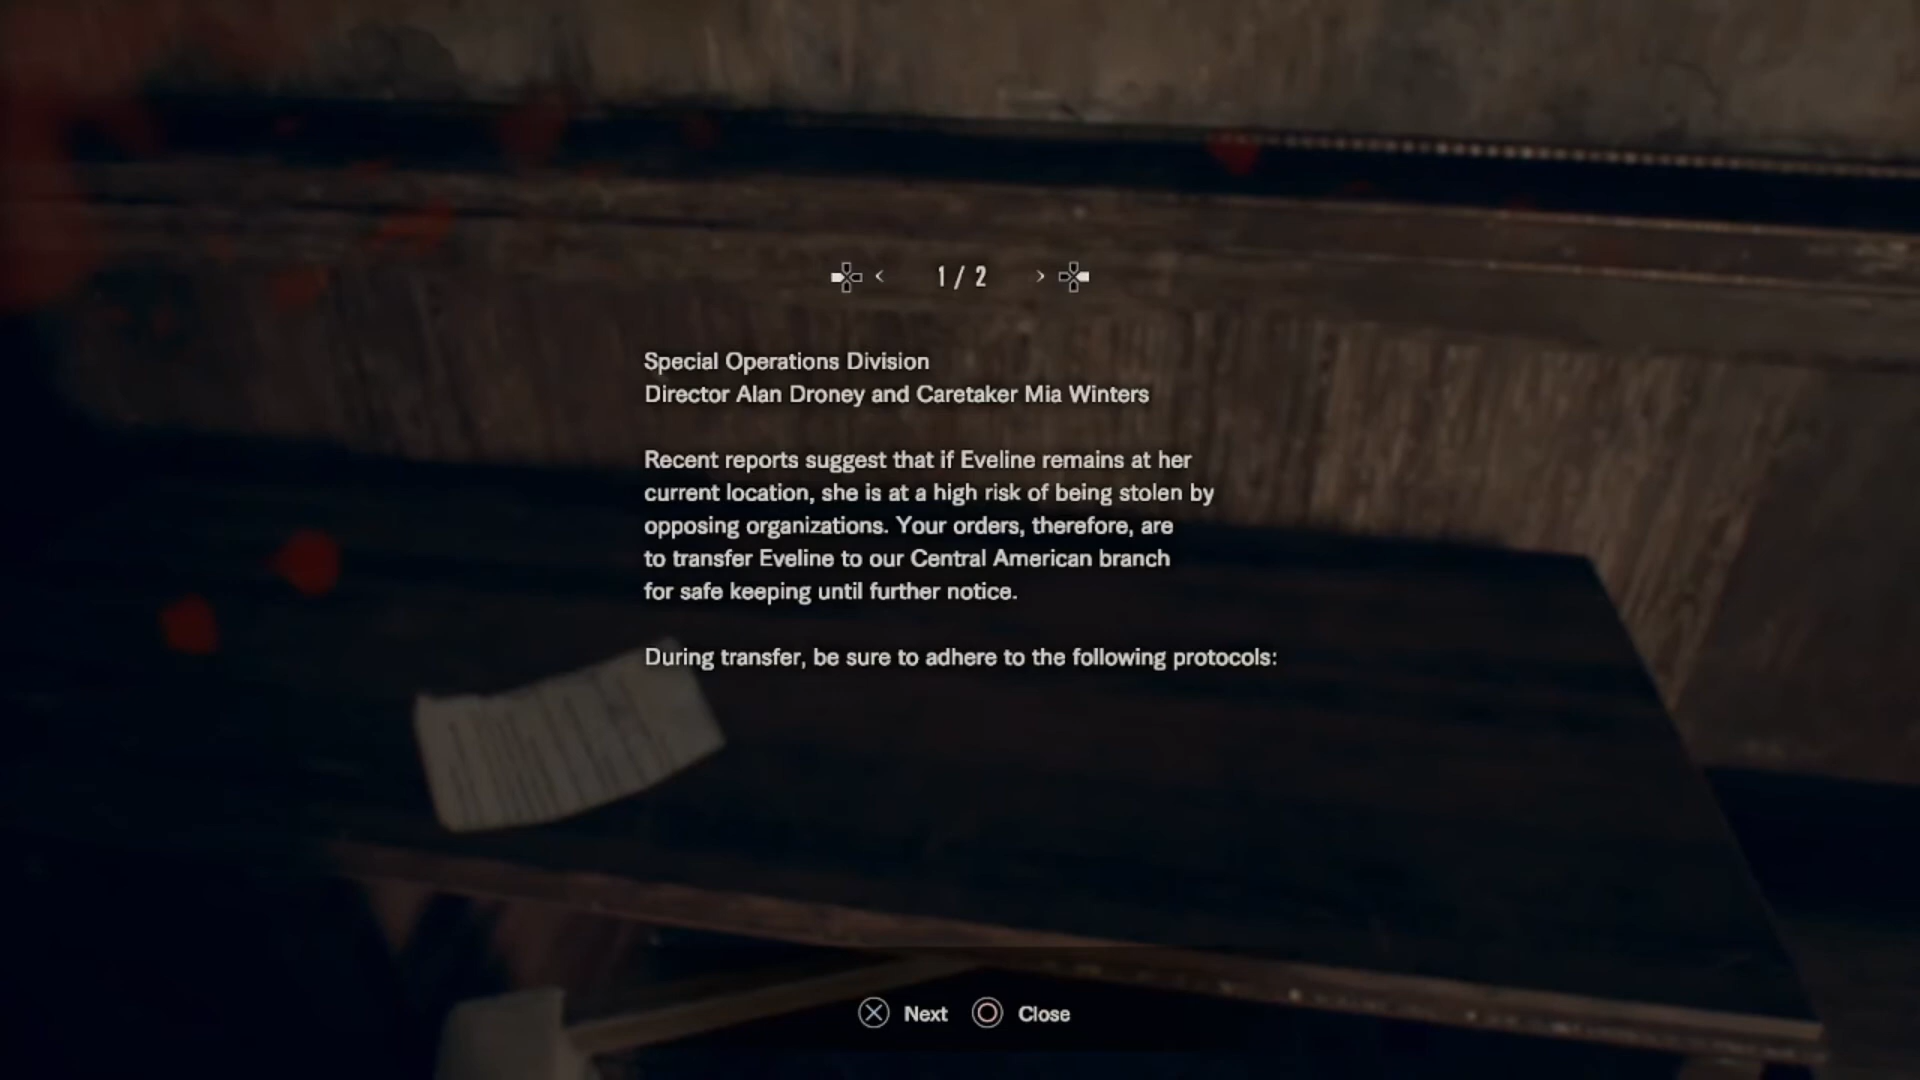 < 1 / 2 >
Special Operations Division
Director Alan Droney and Caretaker Mia Winters
Recent reports suggest that if Eveline remains at her
current location, she is at a high risk of being stolen by
opposing organizations. Your orders, therefore, are
to transfer Eveline to our Central American branch
for safe keeping until further notice.
During transfer, be sure to adhere to the following protocols:
Next Close